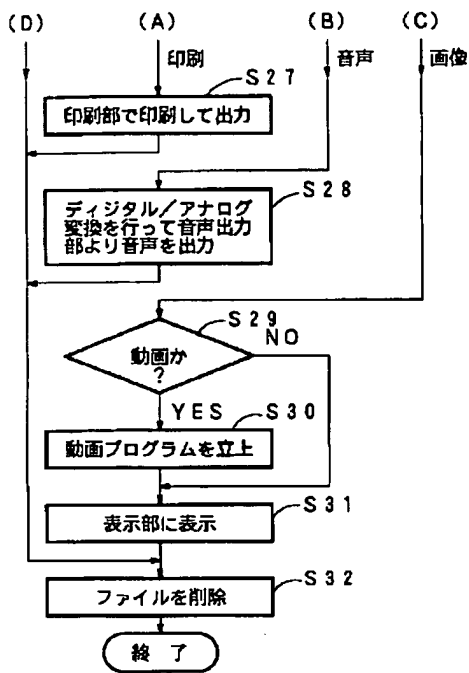 (D) (A) (B) (C)
印刷 音声 画像
S27
印刷部で印刷して出力
S28
ディジタル／アナログ
変換を行って音声出力
部より音声を出力
S29
動画か
？
NO
YES
S30
動画プログラムを立上
S31
表示部に表示
S32
ファイルを削除
終了